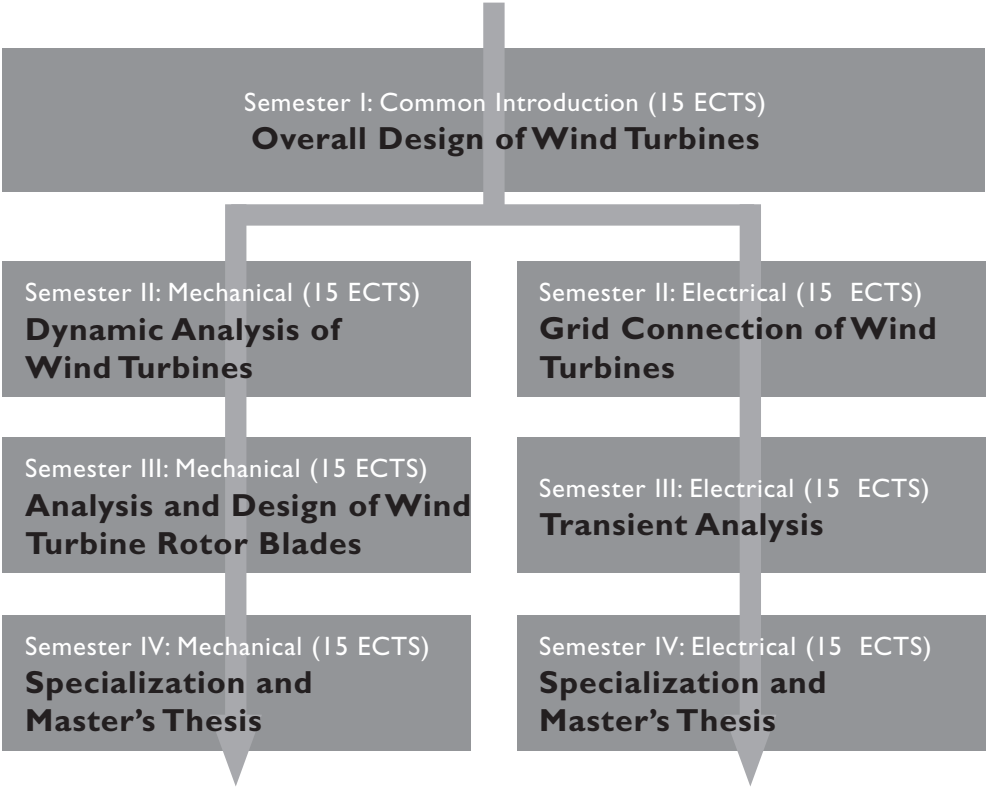 Semester I: Common Introduction (15 ECTS)
Overall Design of Wind Turbines
Semester II: Mechanical (15 ECTS)
Dynamic Analysis of
Wind Turbines
Semester II: Electrical (15 ECTS)
Grid Connection of Wind
Turbines
Semester III: Mechanical (15 ECTS)
Analysis and Design of Wind
Turbine Rotor Blades
Semester III: Electrical (15 ECTS)
Transient Analysis
Semester IV: Mechanical (15 ECTS)
Specialization and
Master’s Thesis
Semester IV: Electrical (15 ECTS)
Specialization and
Master’s Thesis